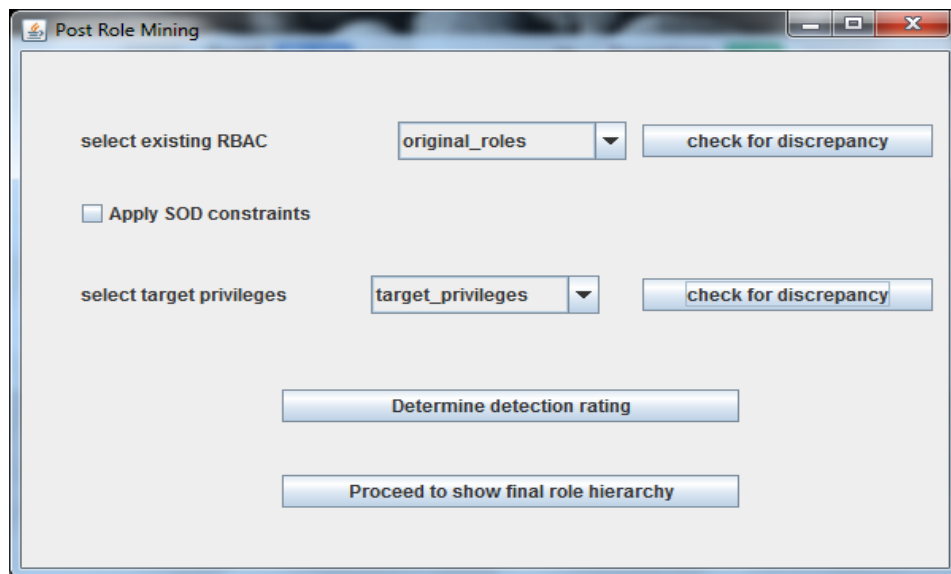 Post Role Mining
select existing RBAC original_roles check for discrepancy
Apply SOD constraints
select target privileges target_privileges check for discrepancy
Determine detection rating
Proceed to show final role hierarchy